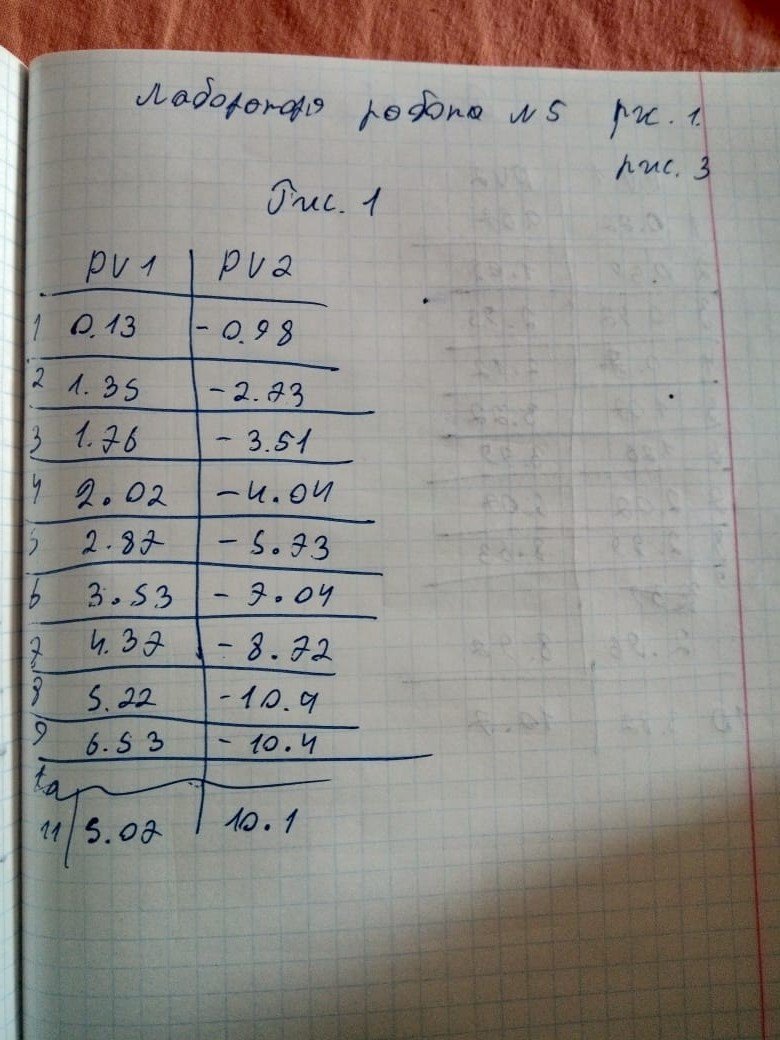 Лабораторая работа N5 рис. 1.
рис. 3
Рис. 1
PV1 PV2
1 0.13 -0.98
2 1.35 -2.73
3 1.76 -3.51
4 2.02 -4.04
5 2.87 -5.73
6 3.53 -7.04
7 4.37 -8.72
8 5.22 -10.4
9 6.53 -10.4
11 5.07 10.1